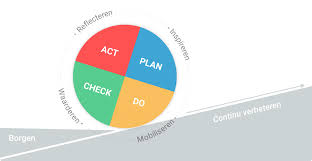 Reflecteren
Inspireren
ACT
PLAN
CHECK
DO
Waarderen
Mobiliseren
Borgen
Continu verbeteren